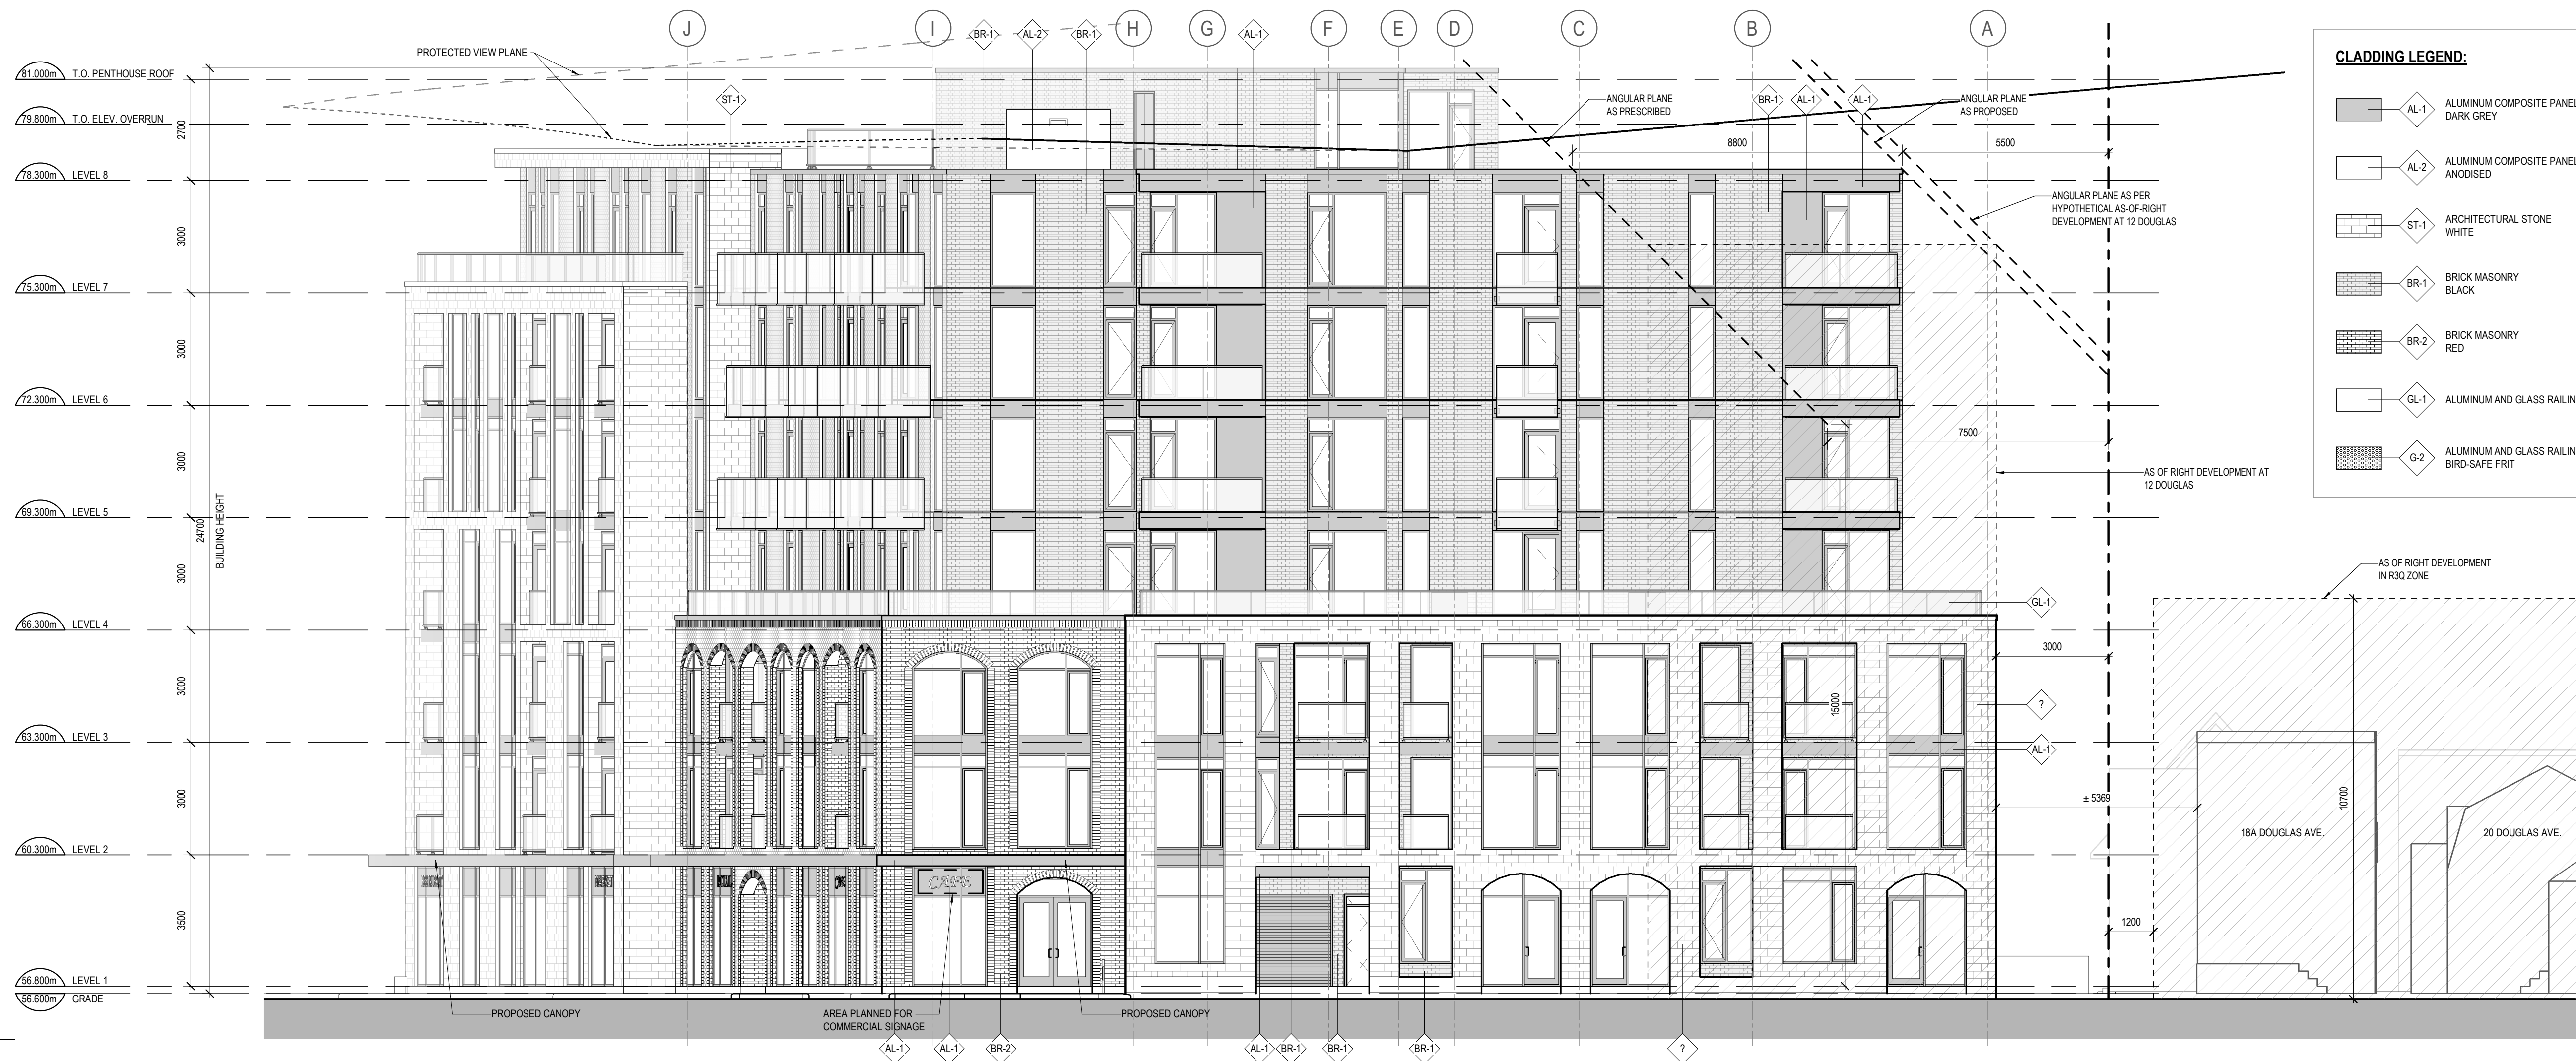 J
I
H
G
F
E
D
C
B
A
BR-1
AL-2
BR-1
AL-1
PROTECTED VIEW PLANE
81.000m T.O. PENTHOUSE ROOF
79.800m T.O. ELEV. OVERRUN
78.300m LEVEL 8
75.300m LEVEL 7
72.300m LEVEL 6
69.300m LEVEL 5
66.300m LEVEL 4
63.300m LEVEL 3
60.300m LEVEL 2
56.800m LEVEL 1
56.600m GRADE
2700
3000
3000
3000
3000
3000
3000
3500
24700
BUILDING HEIGHT
ST-1
ANGULAR PLANE
AS PRESCRIBED
BR-1
AL-1
AL-1
ANGULAR PLANE
AS PROPOSED
8800
5500
ANGULAR PLANE AS PER
HYPOTHETICAL AS-OF-RIGHT
DEVELOPMENT AT 12 DOUGLAS
7500
AS OF RIGHT DEVELOPMENT AT
12 DOUGLAS
AS OF RIGHT DEVELOPMENT
IN R3Q ZONE
GL-1
3000
?
AL-1
15000
± 5369
10700
18A DOUGLAS AVE.
20 DOUGLAS AVE.
1200
CAFE
PROPOSED CANOPY
AREA PLANNED FOR
COMMERCIAL SIGNAGE
PROPOSED CANOPY
AL-1
AL-1
BR-2
AL-1
BR-1
BR-1
BR-1
?
CLADDING LEGEND:
AL-1 ALUMINUM COMPOSITE PANEL
DARK GREY
AL-2 ALUMINUM COMPOSITE PANEL
ANODISED
ST-1 ARCHITECTURAL STONE
WHITE
BR-1 BRICK MASONRY
BLACK
BR-2 BRICK MASONRY
RED
GL-1 ALUMINUM AND GLASS RAILIN
G-2 ALUMINUM AND GLASS RAILIN
BIRD-SAFE FRIT